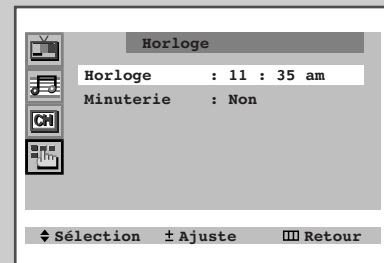 Horloge
Horloge : 11 : 35 am
Minuterie : Non
CH
Sélection ± Ajuste Retour